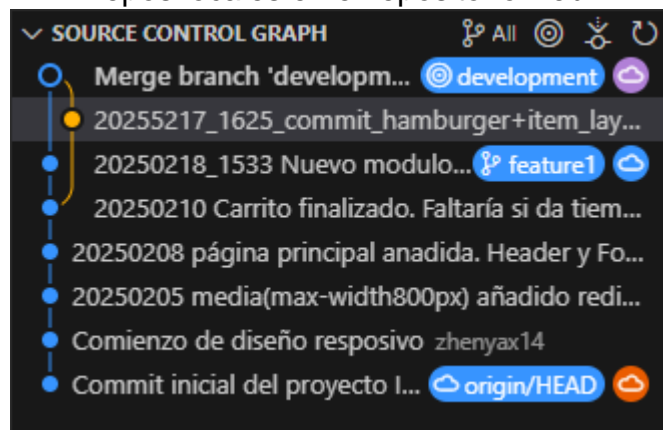 SOURCE CONTROL GRAPH All
Merge branch 'developm... development
20255217_1625_commit_hamburger+item_lay...
20250218_1533 Nuevo modulo... feature1
20250210 Carrito finalizado. Faltaría si da tiem...
20250208 página principal anadida. Header y Fo...
20250205 media(max-width800px) añadido redi...
Comienzo de diseño resposivo zhenyax14
Commit inicial del proyecto I... origin/HEAD